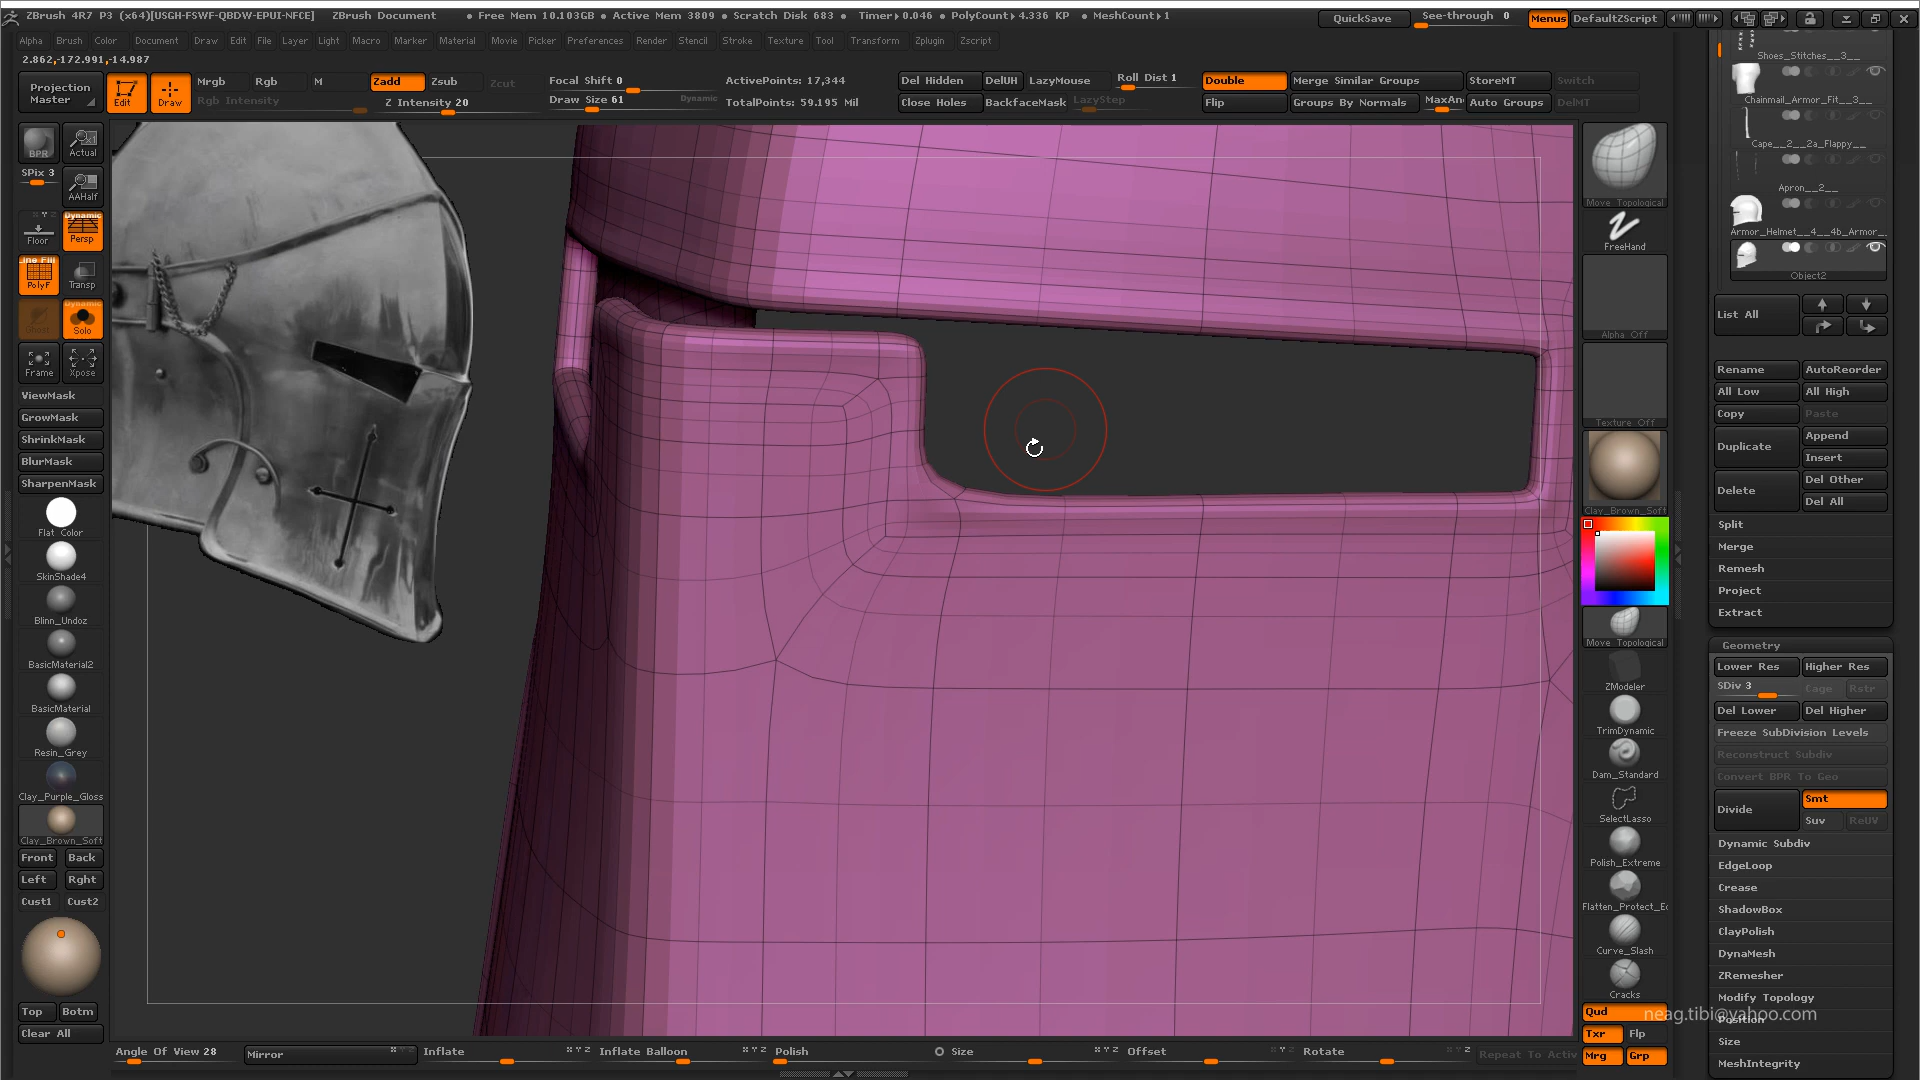 ZBrush 4R7 P3 (x64)[USGH-FSWF-QBDW-EPUI-NFCE] ZBrush Document • Free Mem 10.103GB • Active Mem 3809 • Scratch Disk 683 • Timer▸0.046 • PolyCount▸4.336 KP • MeshCount▸1 QuickSave See-through 0 Menus DefaultZScript
Alpha Brush Color Document Draw Edit File Layer Light Macro Marker Material Movie Picker Preferences Render Stencil Stroke Texture Tool Transform Zplugin Zscript
2.862,-172.991,-14.987
Projection Master
Edit
Draw
Mrgb Rgb M Zadd Zsub Zcut
Rgb Intensity Z Intensity 20
Focal Shift 0
Draw Size 61 Dynamic
ActivePoints: 17,344
TotalPoints: 59.195 Mil
Del Hidden DelUH LazyMouse Roll Dist 1
Close Holes BackfaceMask LazyStep
Double Merge Similar Groups StoreMT Switch
Flip Groups By Normals MaxAn Auto Groups DelMT
BPR
Actual
SPix 3
AAHalf
Floor
Dynamic
Persp
Line Fill
PolyF
Transp
Ghost
Dynamic
Solo
Frame
Xpose
ViewMask
GrowMask
ShrinkMask
BlurMask
SharpenMask
Flat Color
SkinShade4
Blinn_Undoz
BasicMaterial2
BasicMaterial
Resin_Grey
Clay_Purple_Gloss
Clay_Brown_Soft
Front Back
Left Rght
Cust1 Cust2
Top Botm
Clear All
Angle Of View 28
Mirror
Inflate
Inflate Balloon
Polish
Size
Offset
Rotate
Repeat To Activ
Move Topological
FreeHand
Alpha Off
Texture Off
Clay_Brown_Soft
Move Topological
ZModeler
TrimDynamic
Dam_Standard
SelectLasso
Polish_Extreme
Flatten_Protect_Ed
Curve_Slash
Cracks
Qud
Txr Flp
Mrg Grp
Shoes_Stitches__3__
Chainmail_Armor_Fit__3__
Cape__2__2a_Flappy__
Apron__2__
Armor_Helmet__4__4b_Armor_
Object2
List All
Rename AutoReorder
All Low All High
Copy Paste
Duplicate Append
Insert
Delete Del Other
Del All
Split
Merge
Remesh
Project
Extract
Geometry
Lower Res Higher Res
SDiv 3 Cage Rstr
Del Lower Del Higher
Freeze SubDivision Levels
Reconstruct Subdiv
Convert BPR To Geo
Divide Smt
Suv ReUV
Dynamic Subdiv
EdgeLoop
Crease
ShadowBox
ClayPolish
DynaMesh
ZRemesher
Modify Topology
Position
neag.tibi@yahoo.com
Size
MeshIntegrity